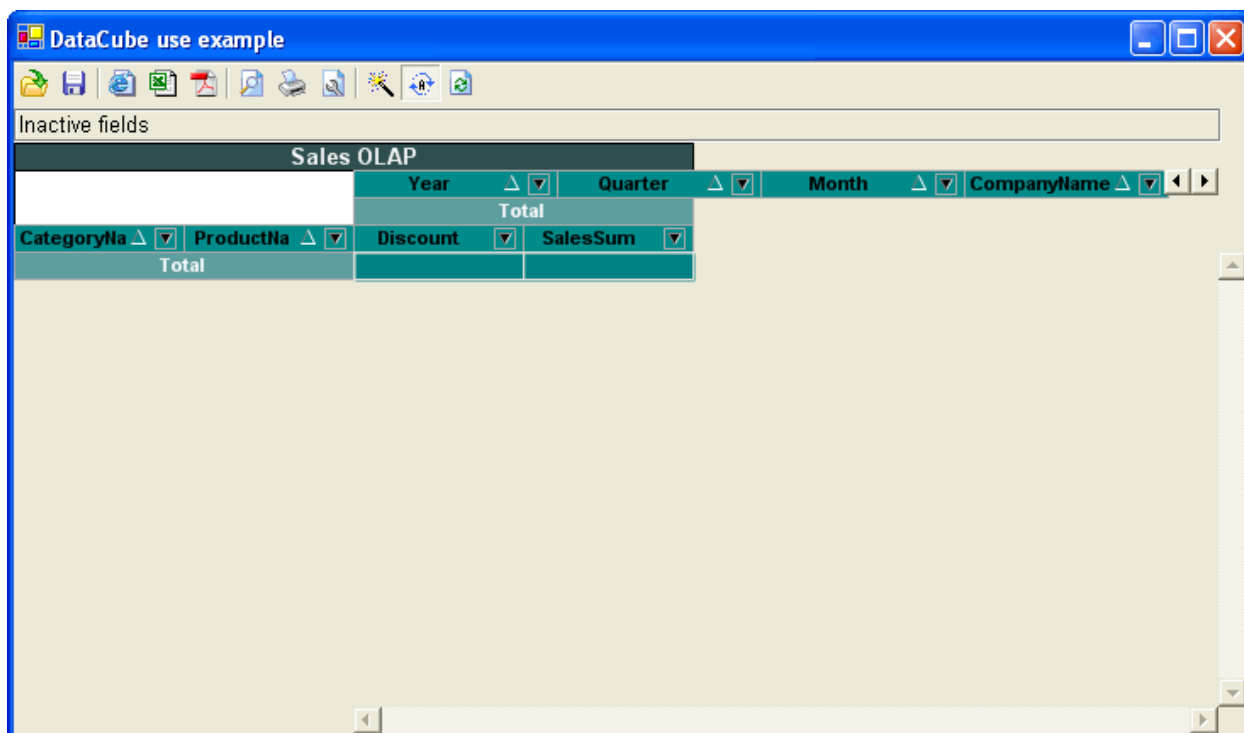 DataCube use example
Inactive fields
Sales OLAP
Year Quarter Month CompanyName
Total
CategoryNa ProductNa Discount SalesSum
Total